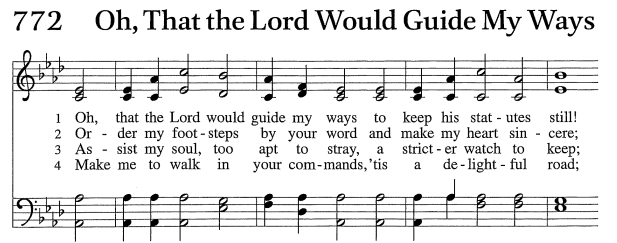 772 Oh, That the Lord Would Guide My Ways
1 Oh, that the Lord would guide my ways to keep his stat - utes still!
2 Or - der my foot - steps by your word and make my heart sin - cere;
3 As - sist my soul, too apt to stray, a strict - er watch to keep;
4 Make me to walk in your com - mands, 'tis a de - light - ful road;